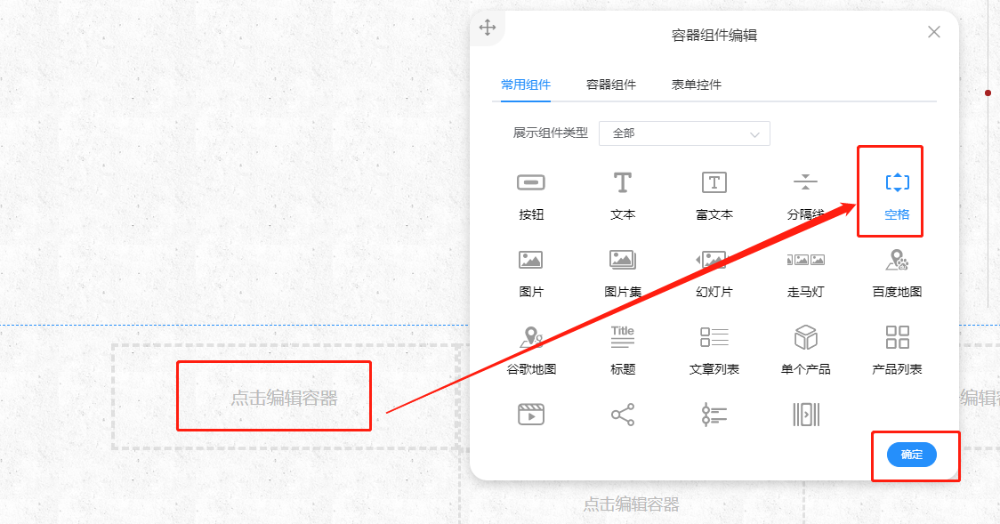 容器组件编辑
常用组件 容器组件 表单控件
展示组件类型 全部
按钮 文本 富文本 分隔线 空格
图片 图片集 幻灯片 走马灯 百度地图
谷歌地图 Title 标题 文章列表 单个产品 产品列表
点击编辑容器
编辑容
确定
点击编辑容器